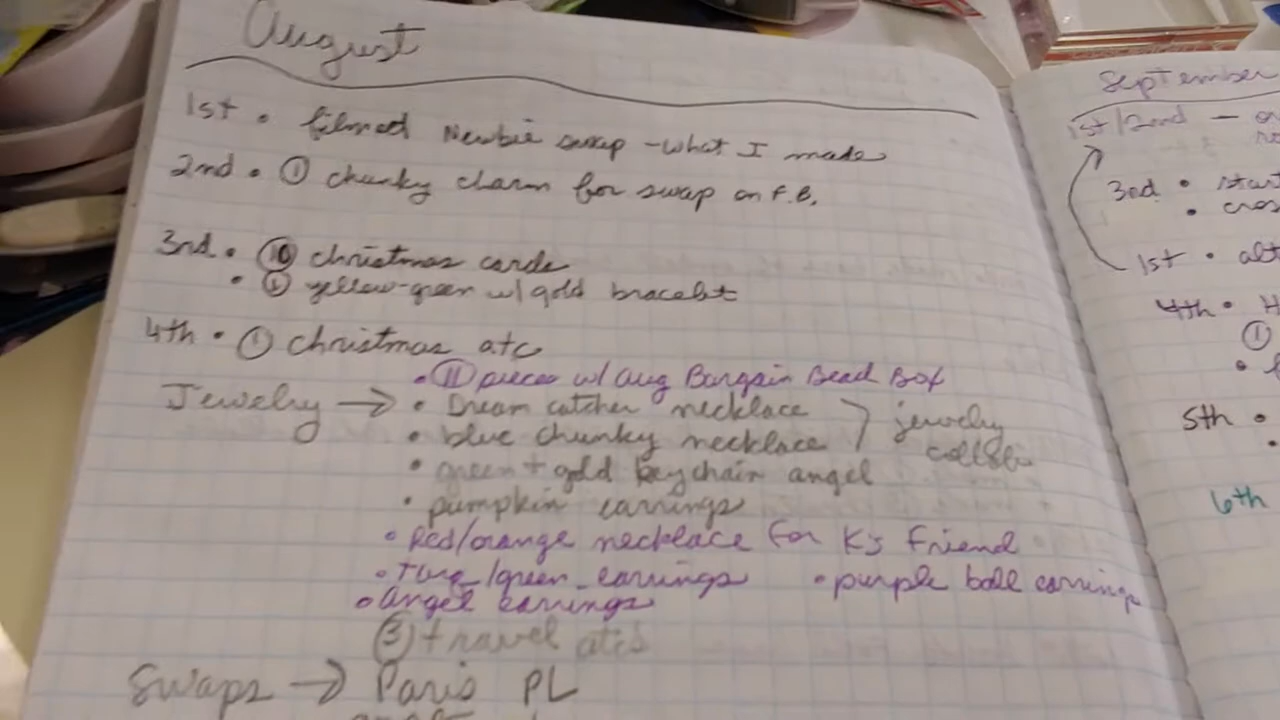 August
1st • filmed Newbie swap - what I made
2nd • ① chunky charm for swap on F.B.
3rd • ⑩ christmas cards
• ① yellow-green w/ gold bracelet
4th • ① christmas atc
• ⑪ pieces w/ Aug Bargain Bead Box
Jewelry → • Dream catcher necklace
• blue chunky necklace
jewelry
• green + gold keychain angel
• pumpkin earrings
• Red/orange necklace for K's Friend
• Turq/green earrings • purple ball earrings
• angel earrings
③ travel atcs
Swaps → Paris PL
September
1st/2nd —
3rd • start
•
1st •
4th •
①
5th •
6th